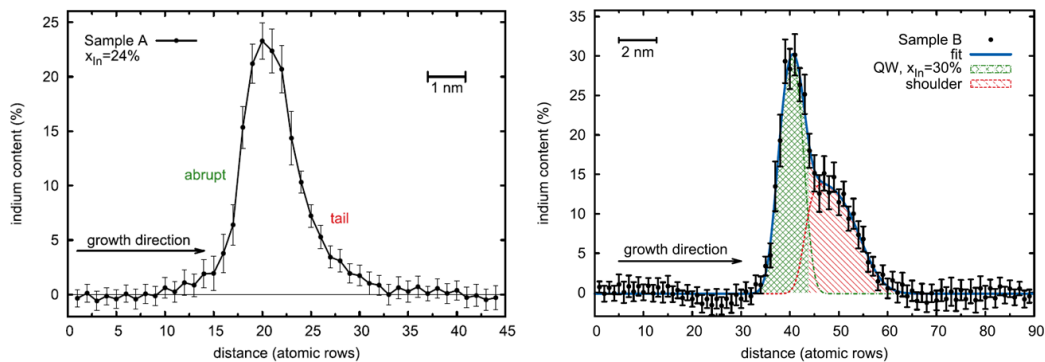 Sample A
x_In=24%
1 nm
abrupt
tail
growth direction
indium content (%)
0
5
10
15
20
25
0 5 10 15 20 25 30 35 40 45
distance (atomic rows)
2 nm
Sample B
fit
QW, x_In=30%
shoulder
growth direction
indium content (%)
0
5
10
15
20
25
30
35
0 10 20 30 40 50 60 70 80 90
distance (atomic rows)